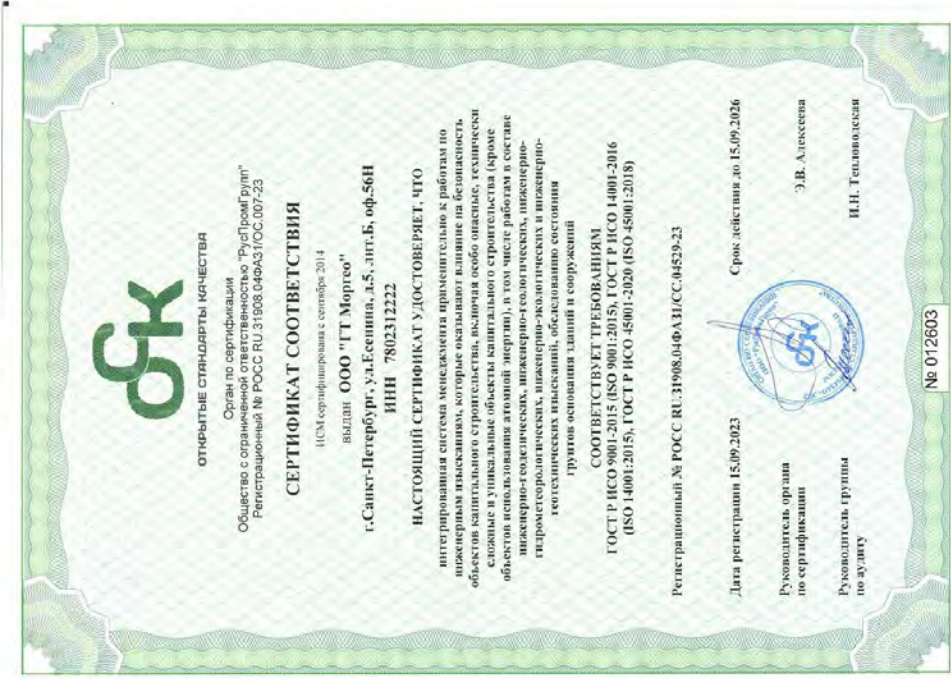 оск
ОТКРЫТЫЕ СТАНДАРТЫ КАЧЕСТВА
Орган по сертификации
Общество с ограниченной ответственностью "РусПромГрупп"
Регистрационный № РОСС RU.31908.04ФАЗ1/ОС.007-23
СЕРТИФИКАТ СООТВЕТСТВИЯ
ИСМ сертифицирована с сентября 2014
выдан ООО "ГТ Моргео"
г.Санкт-Петербург, ул.Есенина, д.5, лит.Б, оф.56Н
ИНН 7802312222
НАСТОЯЩИЙ СЕРТИФИКАТ УДОСТОВЕРЯЕТ, ЧТО
интегрированная система менеджмента применительно к работам по
инженерным изысканиям, которые оказывают влияние на безопасность
объектов капитального строительства, включая особо опасные, технически
сложные и уникальные объекты капитального строительства (кроме
объектов использования атомной энергии), в том числе работам в составе
инженерно-геодезических, инженерно-геологических, инженерно-
гидрометеорологических, инженерно-экологических и инженерно-
геотехнических изысканий, обследованию состояния
грунтов основания зданий и сооружений
СООТВЕТСТВУЕТ ТРЕБОВАНИЯМ
ГОСТ Р ИСО 9001-2015 (ISO 9001:2015), ГОСТ Р ИСО 14001-2016
(ISO 14001:2015), ГОСТ Р ИСО 45001-2020 (ISO 45001:2018)
Регистрационный № РОСС RU.31908.04ФАЗ1/СС.04529-23
Дата регистрации 15.09.2023 Срок действия до 15.09.2026
Руководитель органа
по сертификации Э.В. Алексеева
Руководитель группы
по аудиту И.Н. Тепловодская
№ 012603